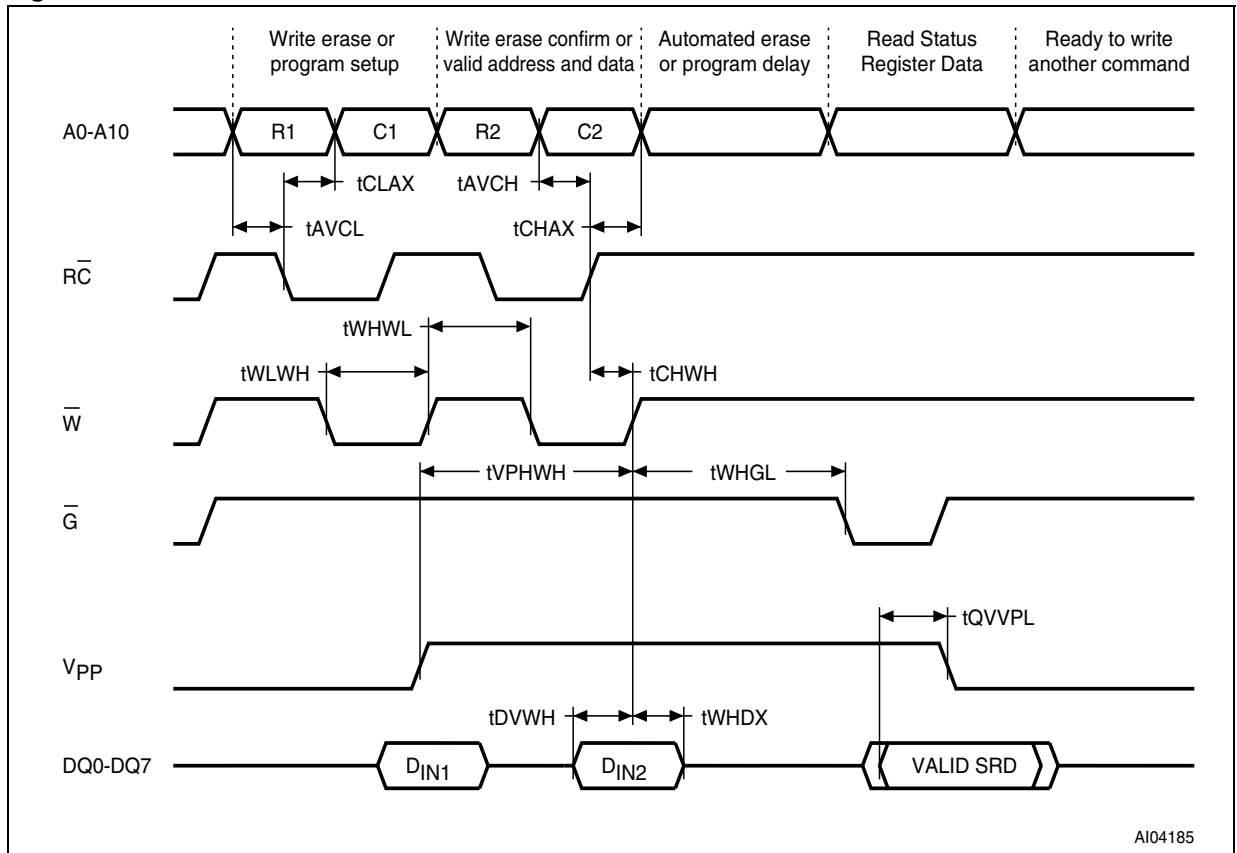 Write erase or
program setup
Write erase confirm or
valid address and data
Automated erase
or program delay
Read Status
Register Data
Ready to write
another command
A0-A10
R1
C1
R2
C2
tCLAX
tAVCH
tAVCL
tCHAX
RC̅
tWHWL
tWLWH
tCHWH
W̅
tVPHWH
tWHGL
G̅
tQVVPL
VPP
tDVWH
tWHDX
DQ0-DQ7
DIN1
DIN2
VALID SRD
AI04185